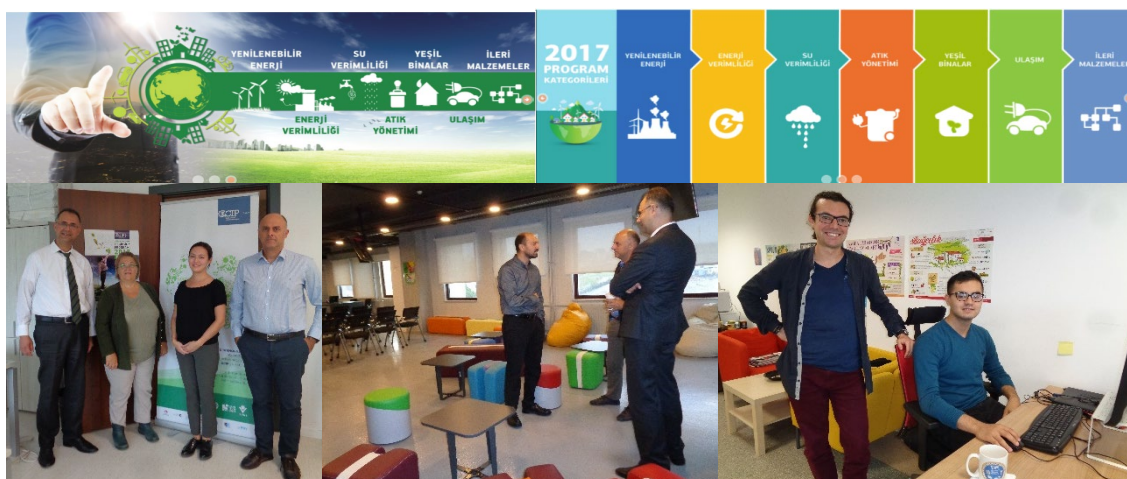 YENİLENEBİLİR
ENERJİ
SU
VERİMLİLİĞİ
YEŞİL
BİNALAR
İLERİ
MALZEMELER
ENERJİ
VERİMLİLİĞİ
ATIK
YÖNETİMİ
ULAŞIM
2017
PROGRAM
KATEGORİLERİ
YENİLENEBİLİR
ENERJİ
ENERJİ
VERİMLİLİĞİ
SU
VERİMLİLİĞİ
ATIK
YÖNETİMİ
YEŞİL
BİNALAR
ULAŞIM
İLERİ
MALZEMELE
GCIP